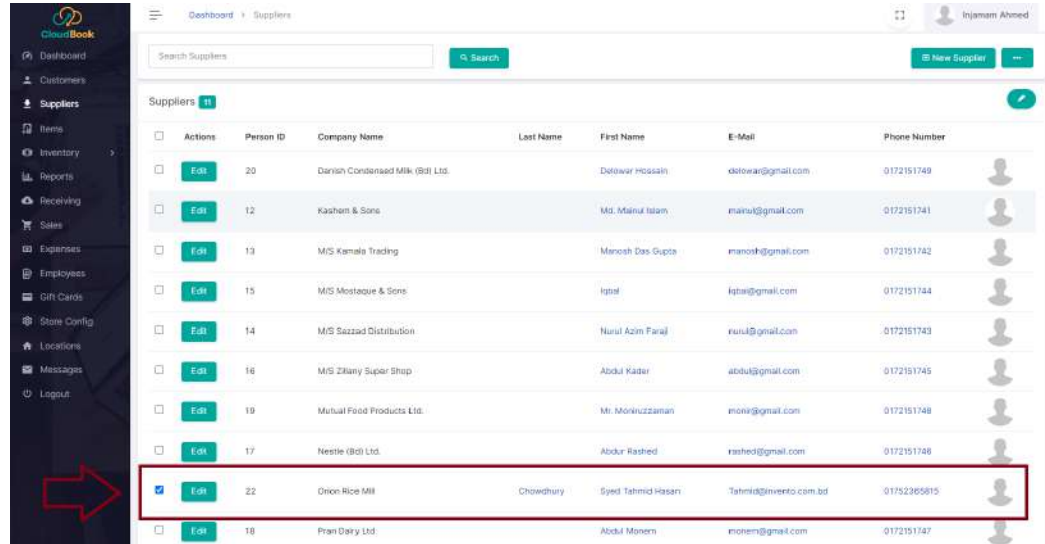 CloudBook
Dashboard > Suppliers
Injamam Ahmed
Search Suppliers
Search
New Supplier
Dashboard
Customers
Suppliers
Items
Inventory >
Reports
Receiving
Sales
Expenses
Employees
Gift Cards
Store Config
Locations
Messages
Logout
Suppliers 11
Actions Person ID Company Name Last Name First Name E-Mail Phone Number
Edit 20 Danish Condensed Milk (Bd) Ltd. Delowar Hossain delowar@gmail.com 0172151749
Edit 12 Kashem & Sons Md. Mainul Islam mainul@gmail.com 0172151741
Edit 13 M/S Kamala Trading Manosh Das Gupta manosh@gmail.com 0172151742
Edit 15 M/S Mostaque & Sons Iqbal iqbal@gmail.com 0172151744
Edit 14 M/S Sazzad Distribution Nurul Azim Faraji nurul@gmail.com 0172151743
Edit 16 M/S Zillany Super Shop Abdul Kader abdul@gmail.com 0172151745
Edit 19 Mutual Food Products Ltd. Mr. Moniruzzaman monir@gmail.com 0172151748
Edit 17 Nestle (Bd) Ltd. Abdur Rashed rashed@gmail.com 0172151746
Edit 22 Orion Rice Mill Chowdhury Syed Tahmid Hasan Tahmid@invento.com.bd 01752365815
Edit 18 Pran Dairy Ltd Abdul Monem monem@gmail.com 0172151747